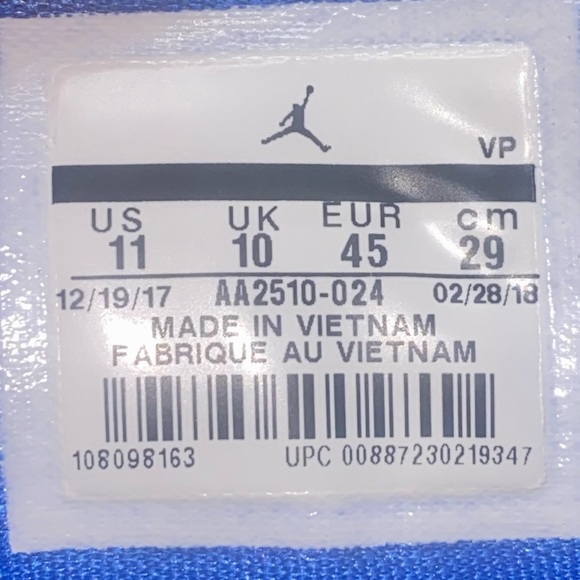 VP
US UK EUR cm
11 10 45 29
12/19/17 AA2510-024 02/28/18
MADE IN VIETNAM
FABRIQUE AU VIETNAM
108098163 UPC 00887230219347